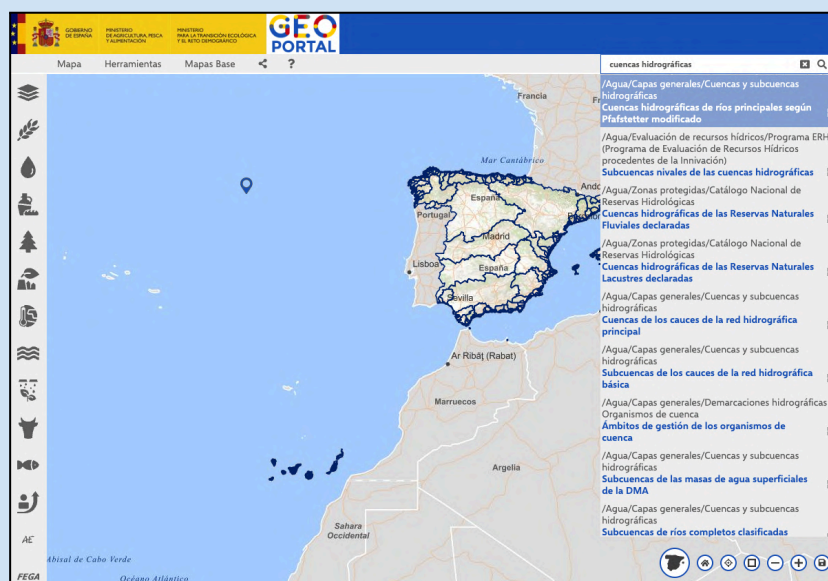 GOBIERNO
DE ESPAÑA
MINISTERIO
DE AGRICULTURA, PESCA
Y ALIMENTACIÓN
MINISTERIO
PARA LA TRANSICIÓN ECOLÓGICA
Y EL RETO DEMOGRÁFICO
GEO
PORTAL
Mapa Herramientas Mapas Base ?
cuencas hidrográficas
/Agua/Capas generales/Cuencas y subcuencas
hidrográficas
Cuencas hidrográficas de ríos principales según
Pfafstetter modificado
/Agua/Evaluación de recursos hídricos/Programa ERH
(Programa de Evaluación de Recursos Hídricos
procedentes de la Innivación)
Subcuencas nivales de las cuencas hidrográficas
/Agua/Zonas protegidas/Catálogo Nacional de
Reservas Hidrológicas
Cuencas hidrográficas de las Reservas Naturales
Fluviales declaradas
/Agua/Zonas protegidas/Catálogo Nacional de
Reservas Hidrológicas
Cuencas hidrográficas de las Reservas Naturales
Lacustres declaradas
/Agua/Capas generales/Cuencas y subcuencas
hidrográficas
Cuencas de los cauces de la red hidrográfica
principal
/Agua/Capas generales/Cuencas y subcuencas
hidrográficas
Subcuencas de los cauces de la red hidrográfica
básica
/Agua/Capas generales/Demarcaciones hidrográficas
Organismos de cuenca
Ámbitos de gestión de los organismos de
cuenca
/Agua/Capas generales/Cuencas y subcuencas
hidrográficas
Subcuencas de las masas de agua superficiales
de la DMA
/Agua/Capas generales/Cuencas y subcuencas
hidrográficas
Subcuencas de ríos completos clasificadas
Francia
Mar Cantábrico
España
Portugal
Madrid
Lisboa
España
Sevilla
Ar Ribāţ (Rabat)
Marruecos
Argelia
Sahara
Occidental
Abisal de Cabo Verde
Océano Atlántico
AE
FEGA